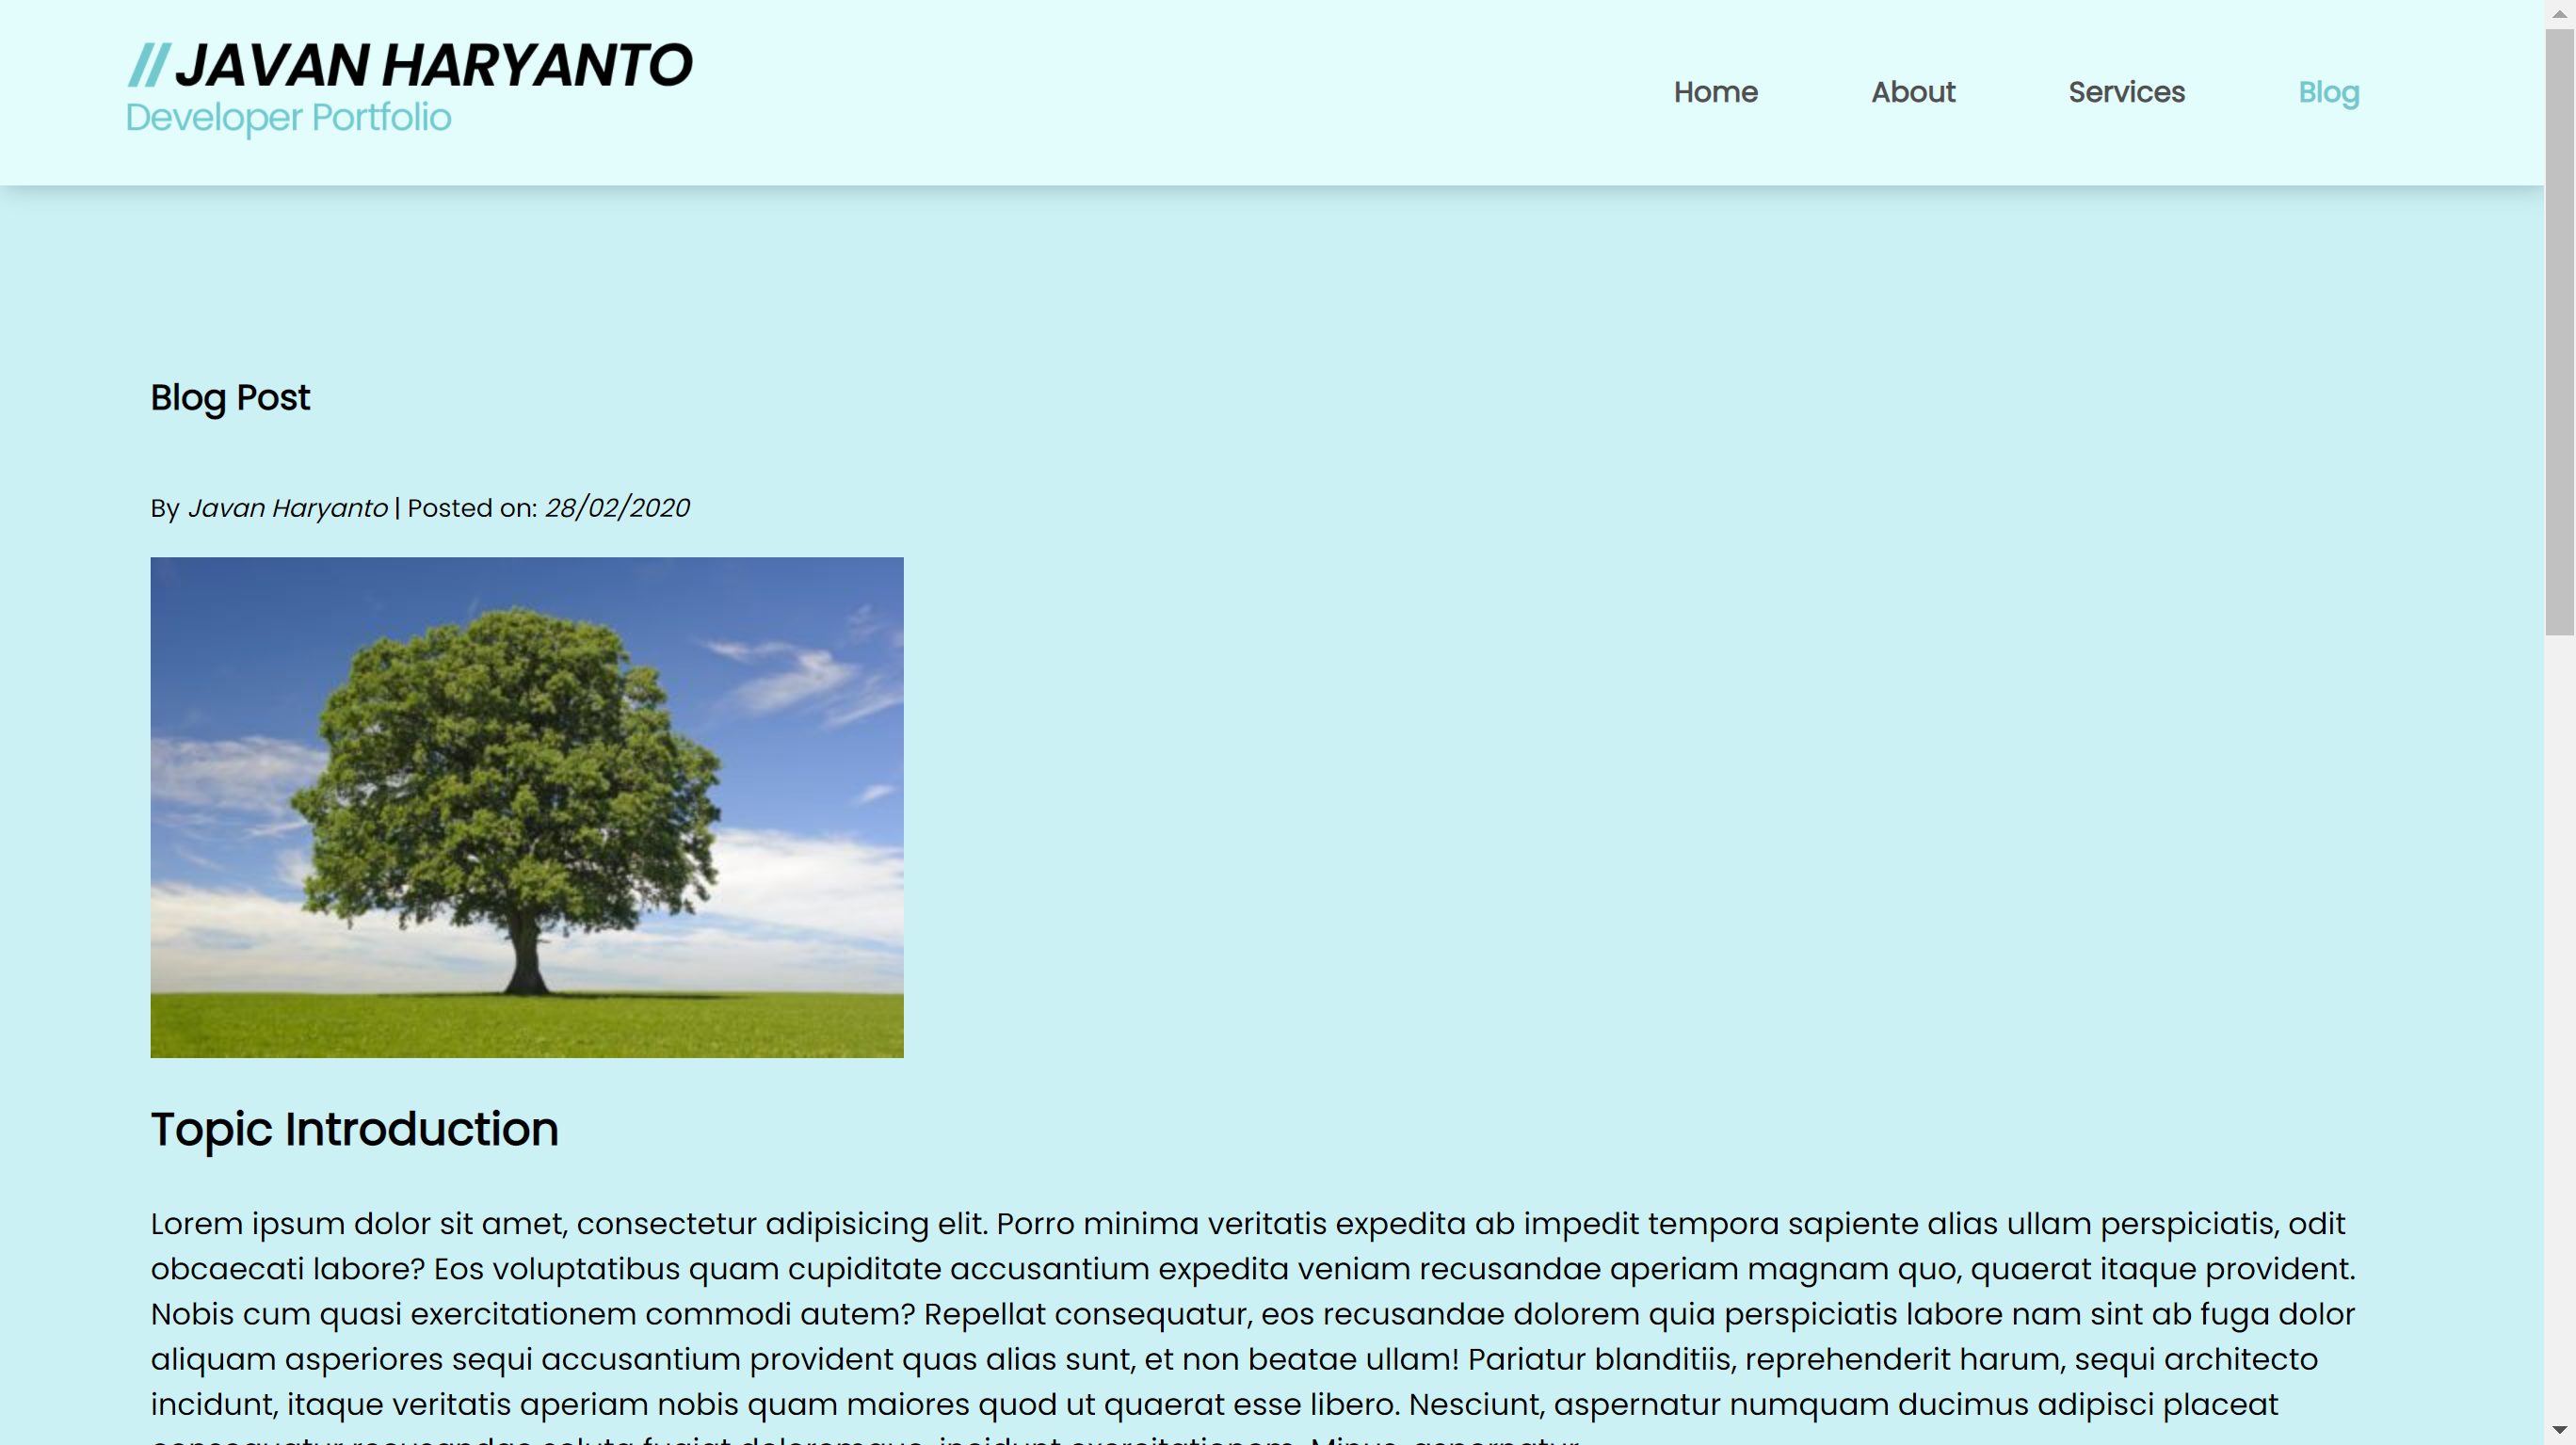 // JAVAN HARYANTO
Developer Portfolio
Home About Services Blog
Blog Post
By Javan Haryanto | Posted on: 28/02/2020
Topic Introduction
Lorem ipsum dolor sit amet, consectetur adipisicing elit. Porro minima veritatis expedita ab impedit tempora sapiente alias ullam perspiciatis, odit
obcaecati labore? Eos voluptatibus quam cupiditate accusantium expedita veniam recusandae aperiam magnam quo, quaerat itaque provident.
Nobis cum quasi exercitationem commodi autem? Repellat consequatur, eos recusandae dolorem quia perspiciatis labore nam sint ab fuga dolor
aliquam asperiores sequi accusantium provident quas alias sunt, et non beatae ullam! Pariatur blanditiis, reprehenderit harum, sequi architecto
incidunt, itaque veritatis aperiam nobis quam maiores quod ut quaerat esse libero. Nesciunt, aspernatur numquam ducimus adipisci placeat